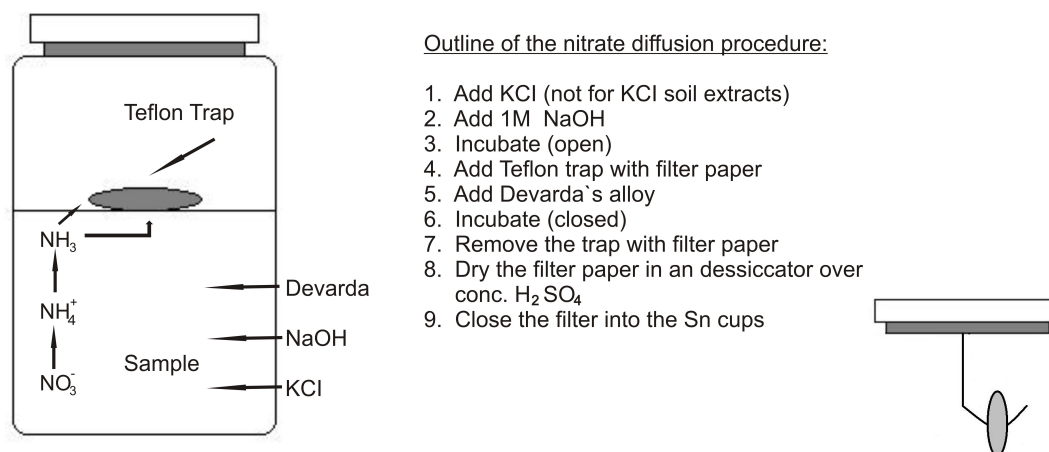 Teflon Trap
NH₃
NH₄⁺
NO₃⁻
Sample
Devarda
NaOH
KCl
Outline of the nitrate diffusion procedure:
1. Add KCl (not for KCl soil extracts)
2. Add 1M NaOH
3. Incubate (open)
4. Add Teflon trap with filter paper
5. Add Devarda`s alloy
6. Incubate (closed)
7. Remove the trap with filter paper
8. Dry the filter paper in an dessiccator over
conc. H₂SO₄
9. Close the filter into the Sn cups